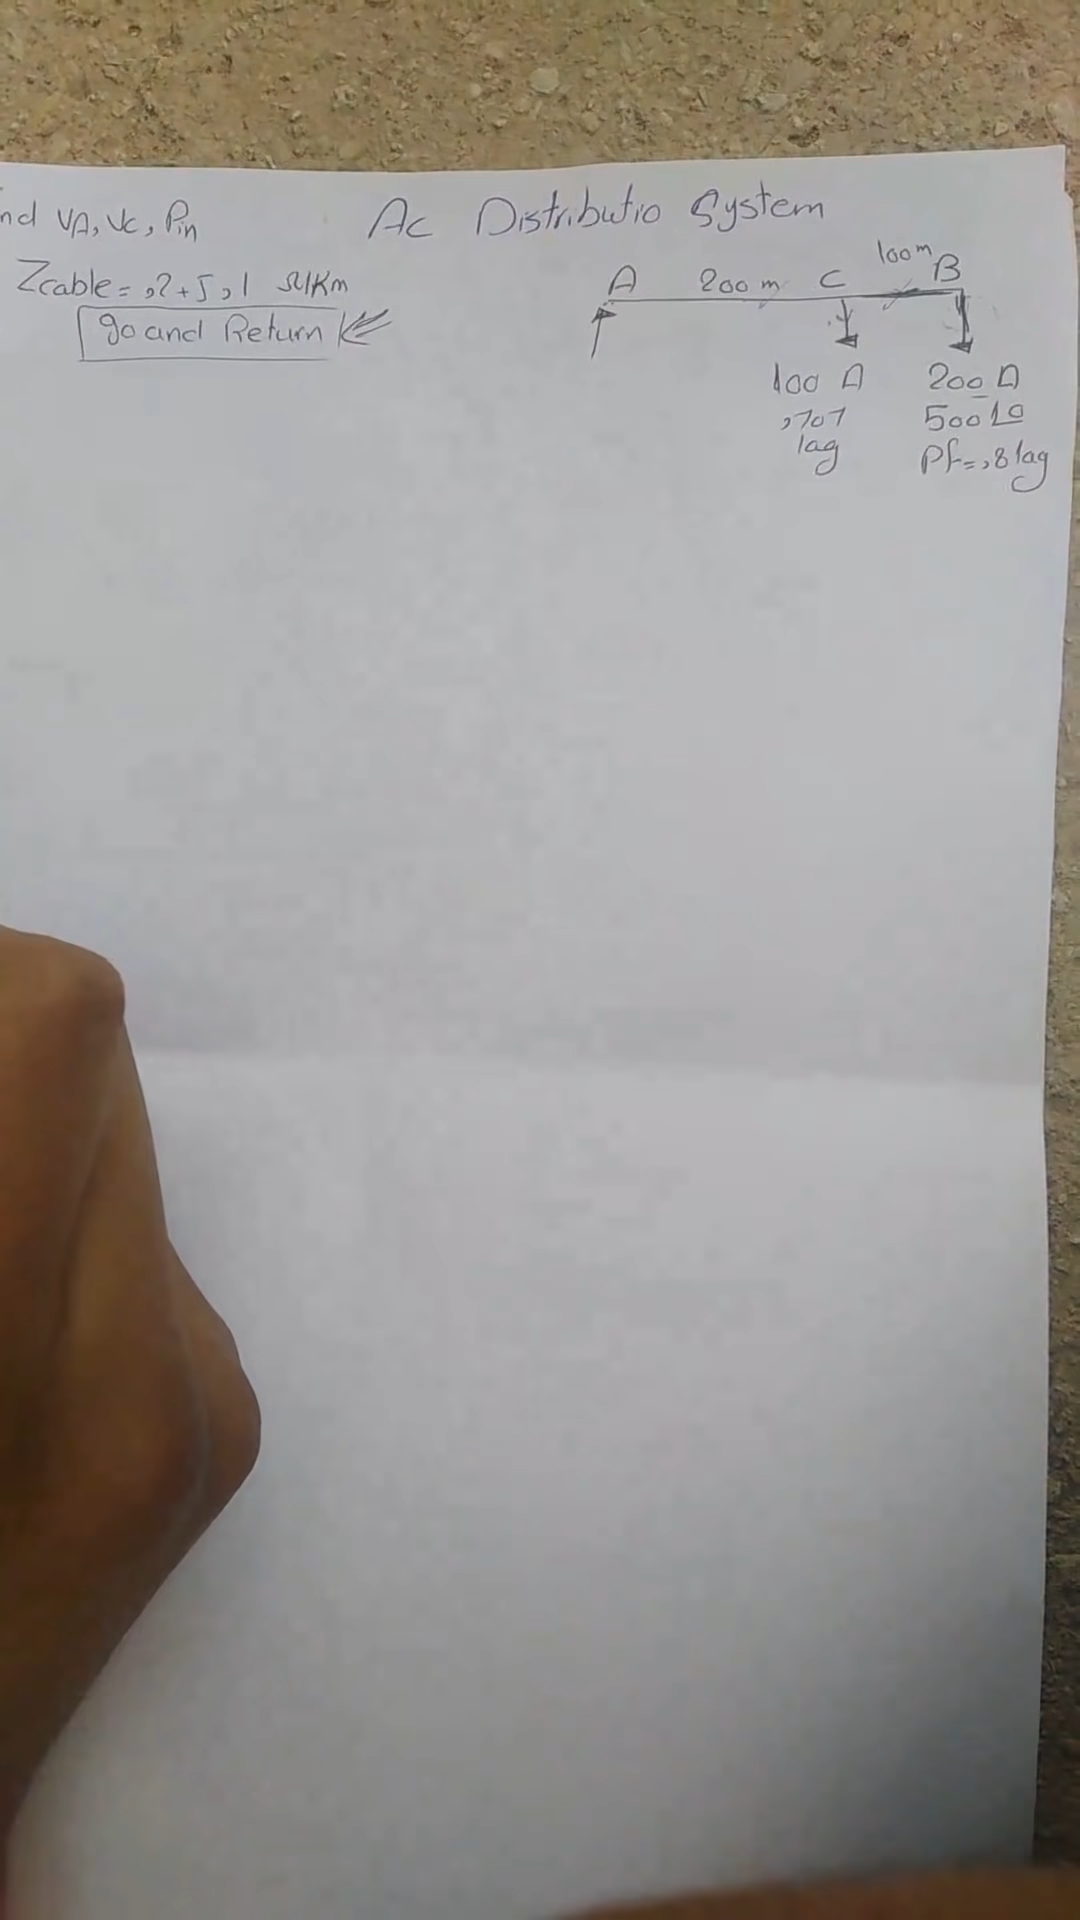 nd VA, Vc, Pin
Ac Distributio System
Zcable = ,2 + J ,1 Ω/Km
go and Return
A 200 m C 100 m B
100 A
,707
lag
200 A
500 L0
Pf = ,8 lag